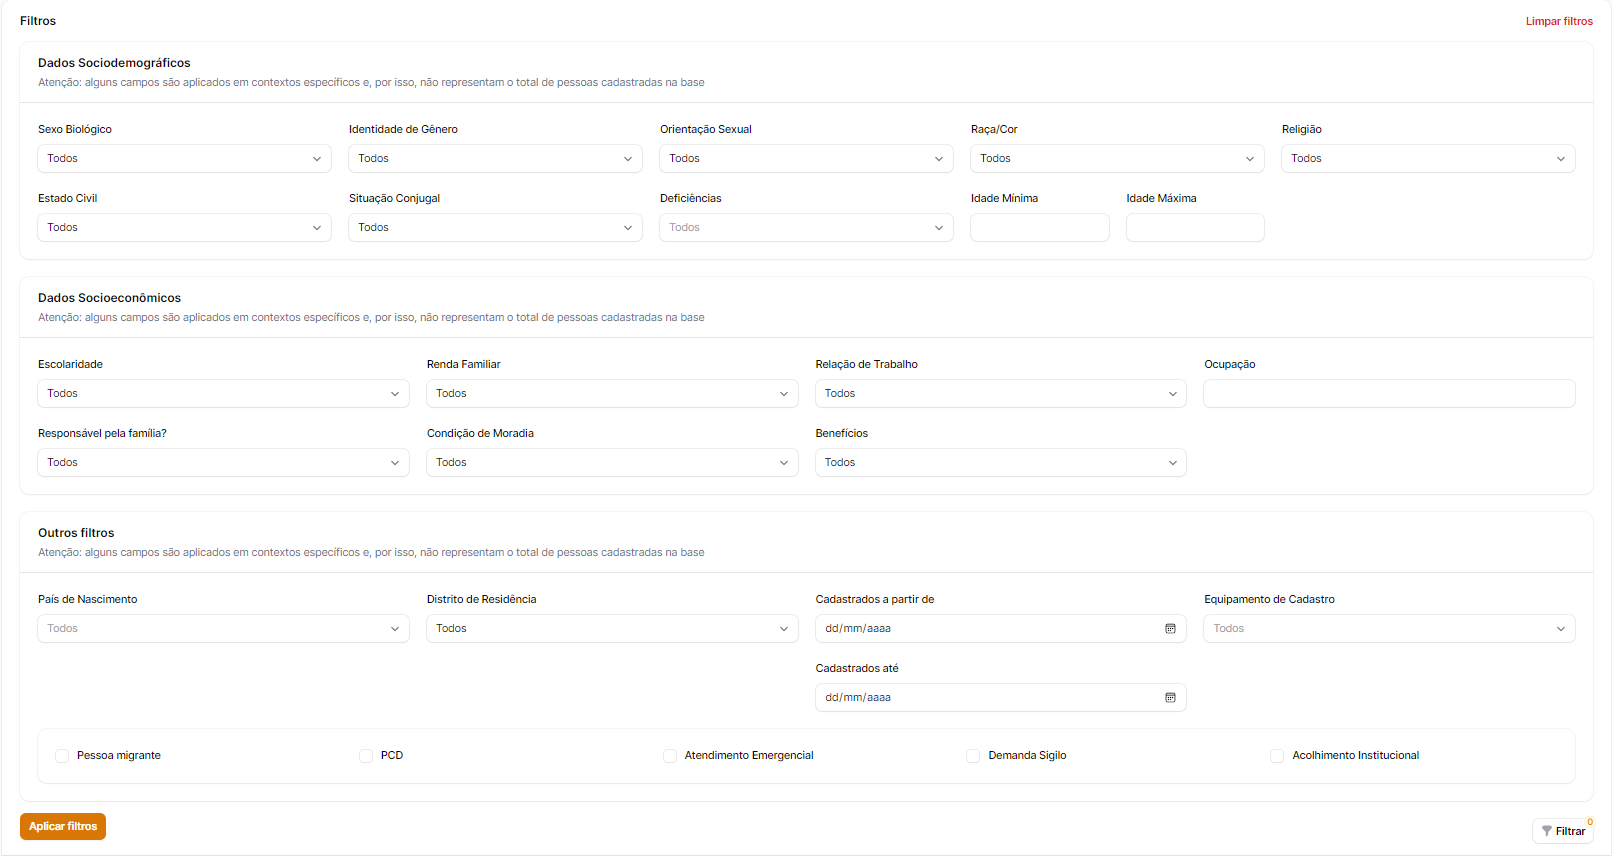 Filtros
Limpar filtros
Dados Sociodemográficos
Atenção: alguns campos são aplicados em contextos específicos e, por isso, não representam o total de pessoas cadastradas na base
Sexo Biológico
Identidade de Gênero
Orientação Sexual
Raça/Cor
Religião
Todos
Todos
Todos
Todos
Todos
Estado Civil
Situação Conjugal
Deficiências
Idade Mínima
Idade Máxima
Todos
Todos
Todos
Dados Socioeconômicos
Atenção: alguns campos são aplicados em contextos específicos e, por isso, não representam o total de pessoas cadastradas na base
Escolaridade
Renda Familiar
Relação de Trabalho
Ocupação
Todos
Todos
Todos
Responsável pela família?
Condição de Moradia
Benefícios
Todos
Todos
Todos
Outros filtros
Atenção: alguns campos são aplicados em contextos específicos e, por isso, não representam o total de pessoas cadastradas na base
País de Nascimento
Distrito de Residência
Cadastrados a partir de
Equipamento de Cadastro
Todos
Todos
dd/mm/aaaa
Todos
Cadastrados até
dd/mm/aaaa
Pessoa migrante
PCD
Atendimento Emergencial
Demanda Sigilo
Acolhimento Institucional
Aplicar filtros
Filtrar
0